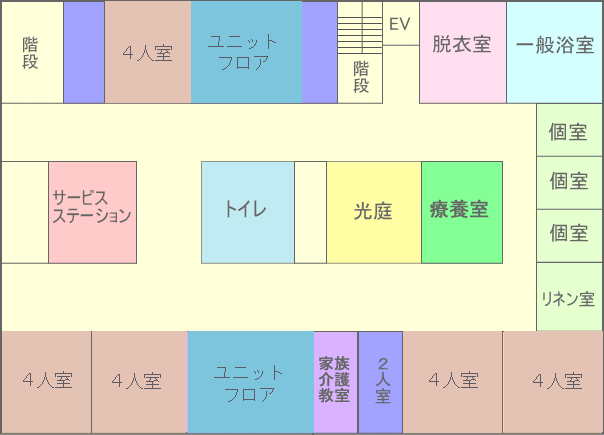 階段
4人室
ユニット
フロア
階段
EV
脱衣室
一般浴室
個室
個室
個室
リネン室
サービス
ステーション
トイレ
光庭
療養室
4人室
4人室
ユニット
フロア
家族
介護
教室
2人室
4人室
4人室